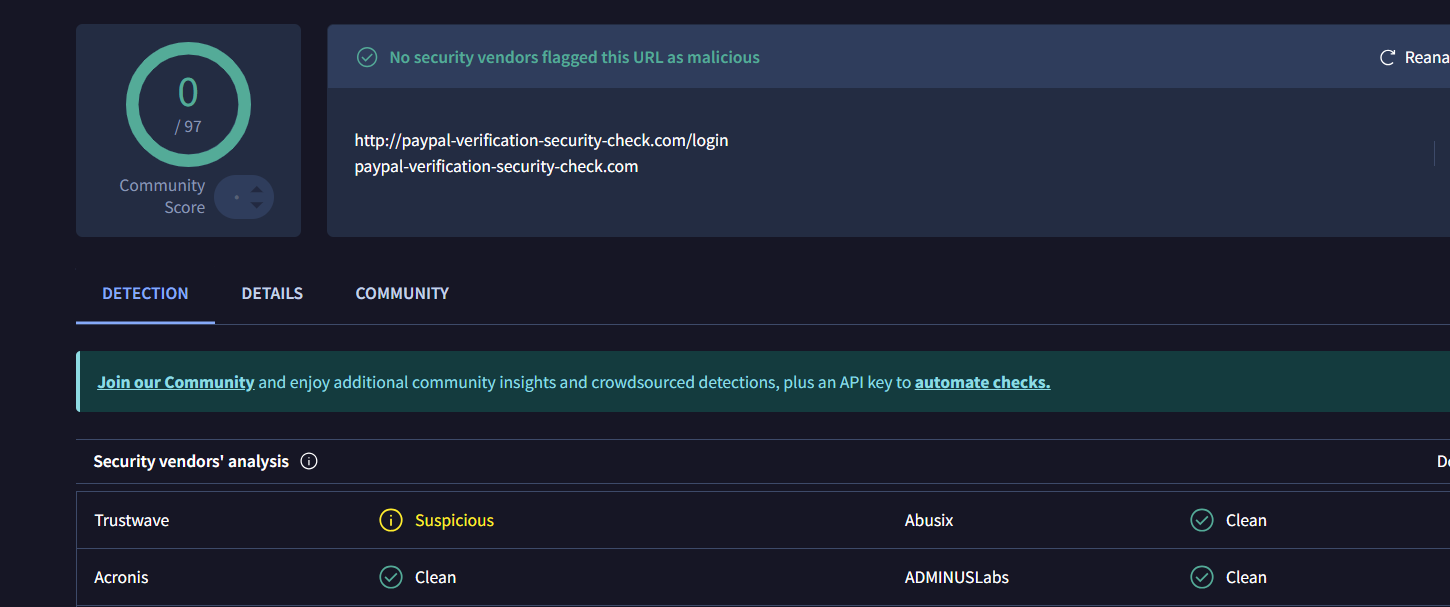 0
/ 97
Community
Score
No security vendors flagged this URL as malicious
Reana
http://paypal-verification-security-check.com/login
paypal-verification-security-check.com
DETECTION DETAILS COMMUNITY
Join our Community and enjoy additional community insights and crowdsourced detections, plus an API key to automate checks.
Security vendors' analysis De
Trustwave Suspicious Abusix Clean
Acronis Clean ADMINUSLabs Clean